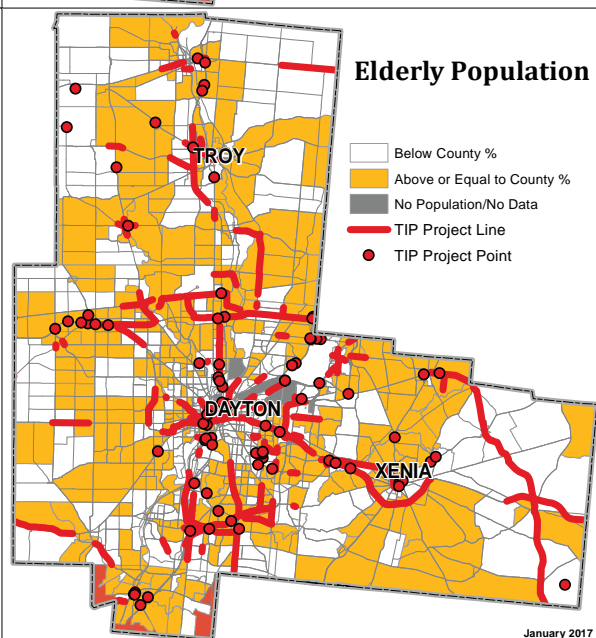 Elderly Population
Below County %
Above or Equal to County %
No Population/No Data
TIP Project Line
TIP Project Point
TROY
DAYTON
XENIA
January 2017